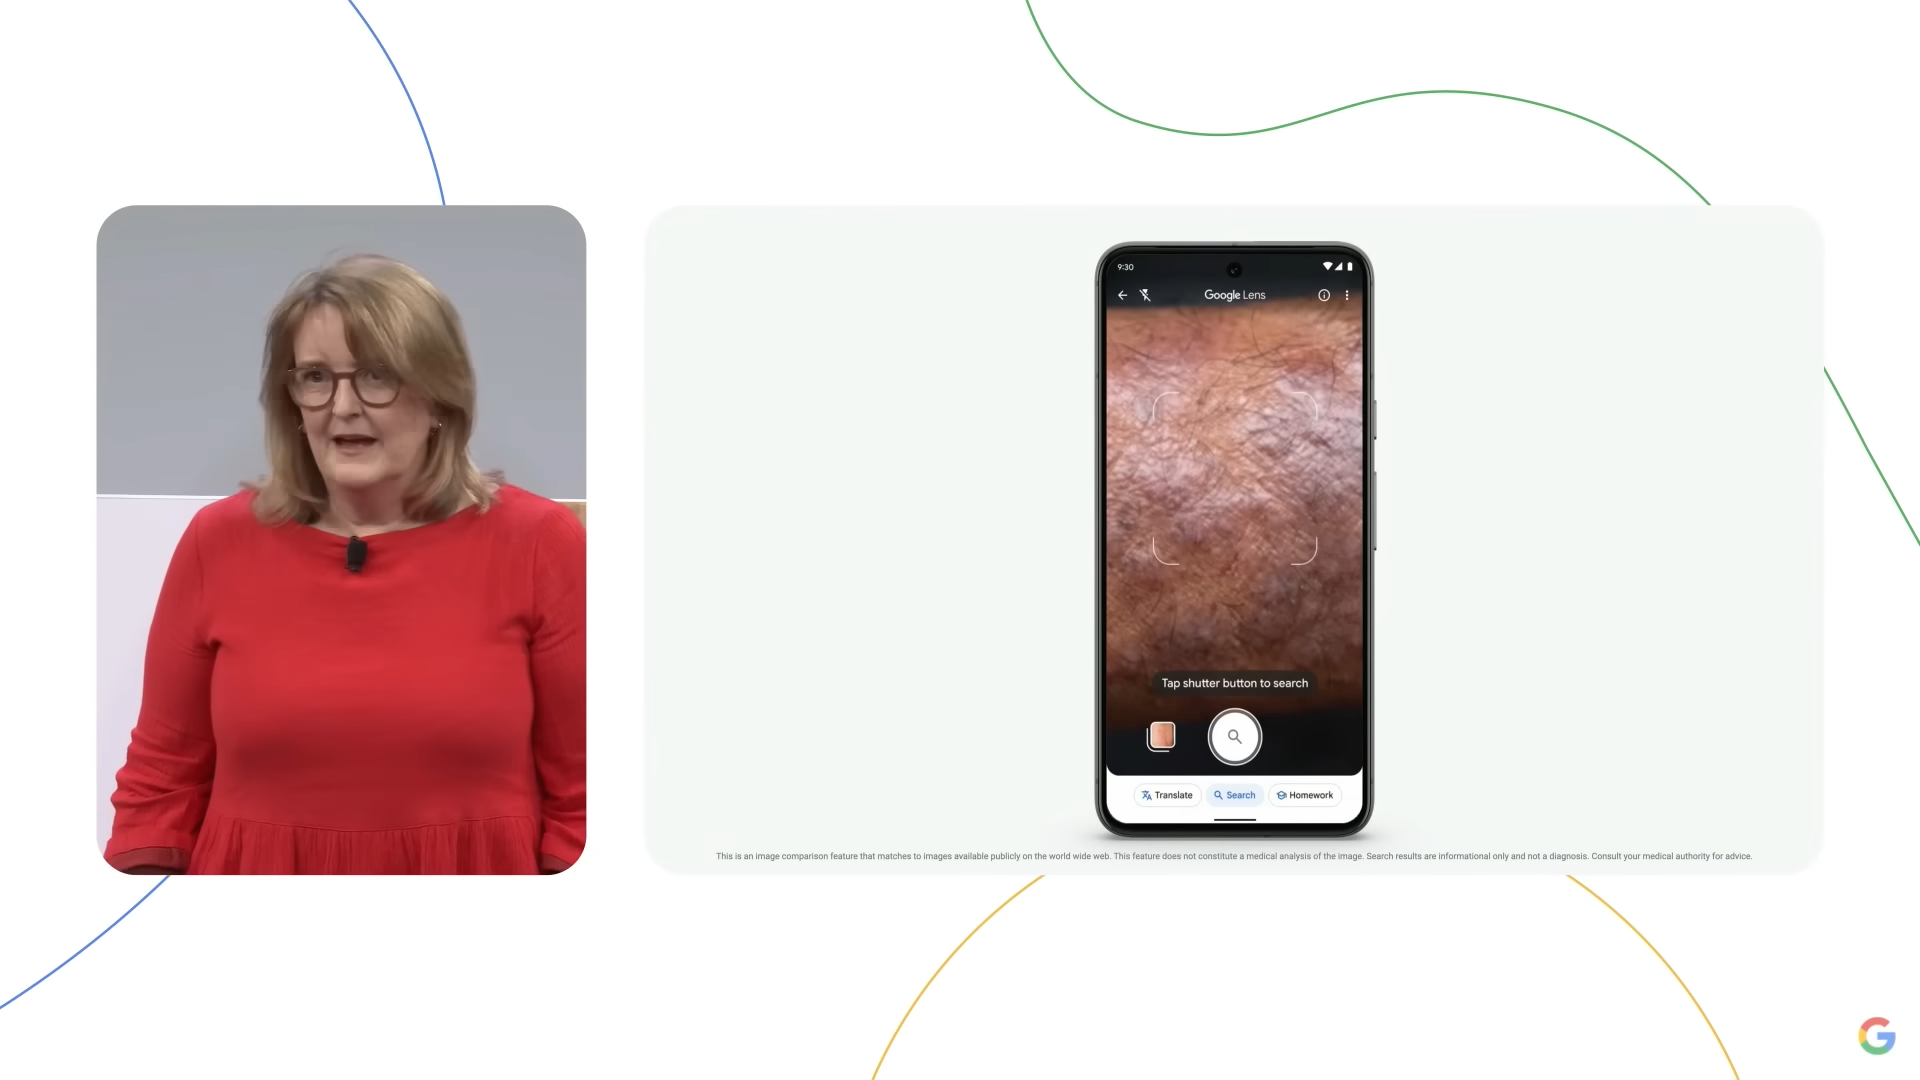 9:30
Google Lens
Tap shutter button to search
Translate
Search
Homework
This is an image comparison feature that matches to images available publicly on the world wide web. This feature does not constitute a medical analysis of the image. Search results are informational only and not a diagnosis. Consult your medical authority for advice.